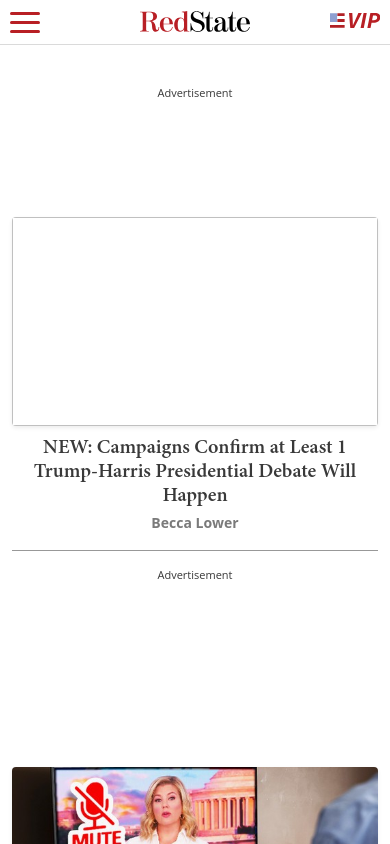 RedState
VIP
Advertisement
NEW: Campaigns Confirm at Least 1
Trump-Harris Presidential Debate Will
Happen
Becca Lower
Advertisement
MUTE